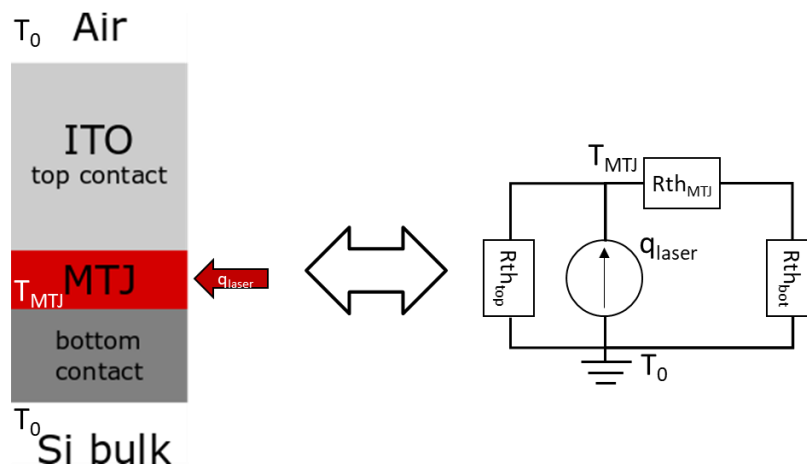 T0
Air
ITO
top contact
MTJ
TMTJ
qlaser
bottom
contact
T0
Si bulk
TMTJ
RthMTJ
Rthtop
qlaser
Rthbot
T0